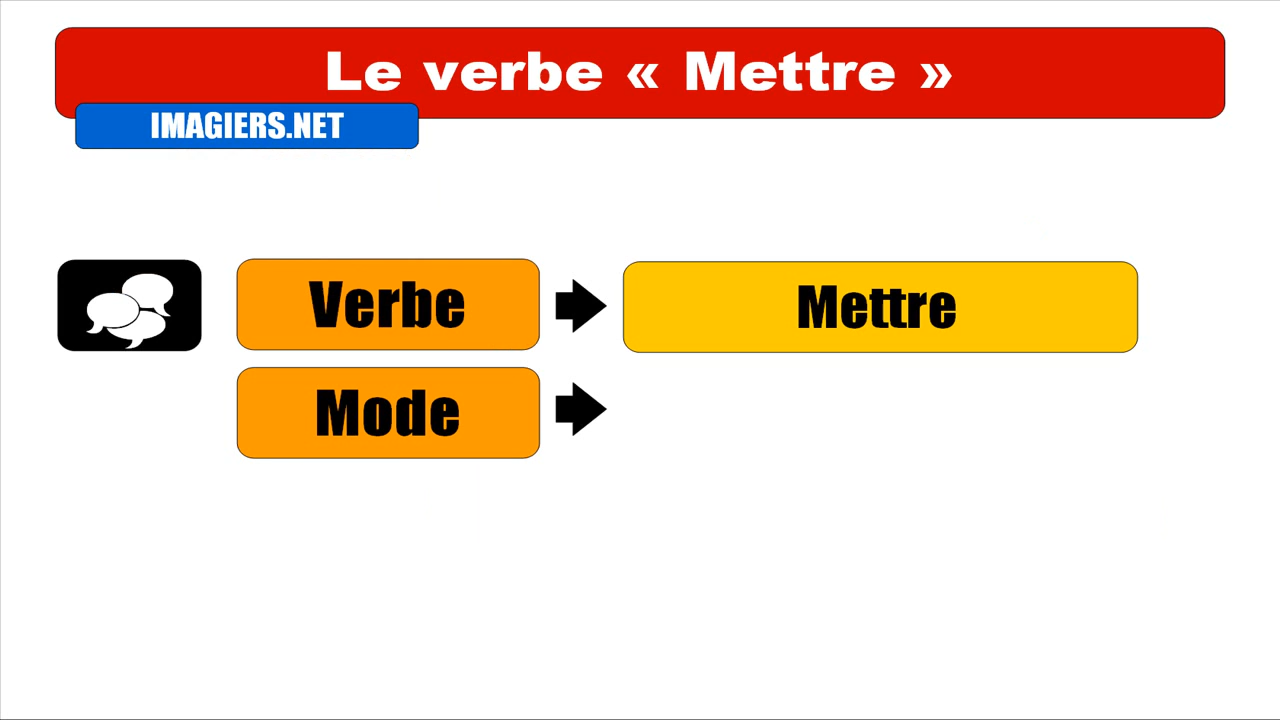 Le verbe « Mettre »
IMAGIERS.NET
Verbe
Mettre
Mode